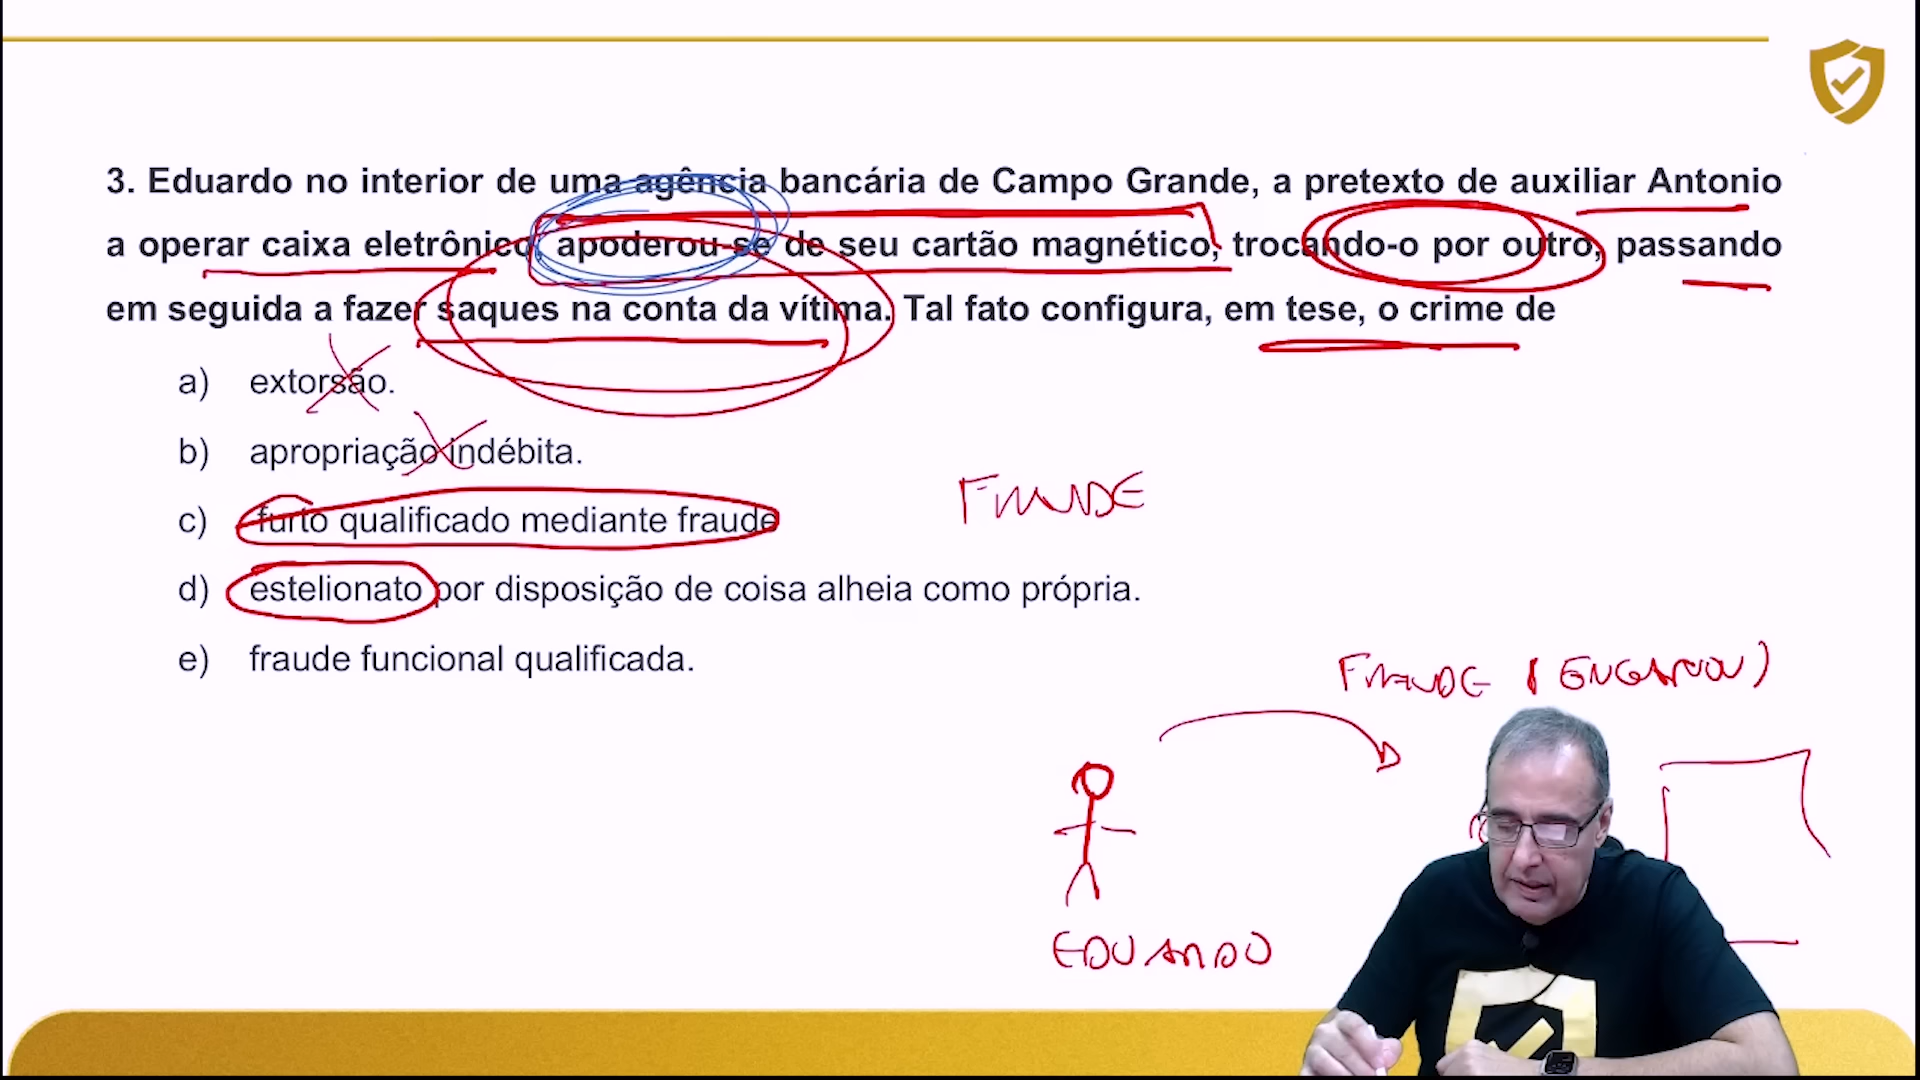 3. Eduardo no interior de uma agência bancária de Campo Grande, a pretexto de auxiliar Antonio
a operar caixa eletrônico apoderou-se de seu cartão magnético, trocando-o por outro, passando
em seguida a fazer saques na conta da vítima. Tal fato configura, em tese, o crime de
a) extorsão.
b) apropriação indébita.
c) furto qualificado mediante fraude
d) estelionato por disposição de coisa alheia como própria.
e) fraude funcional qualificada.
FRAUDE
FRAUDE (ENGANOU)
EDUARDO